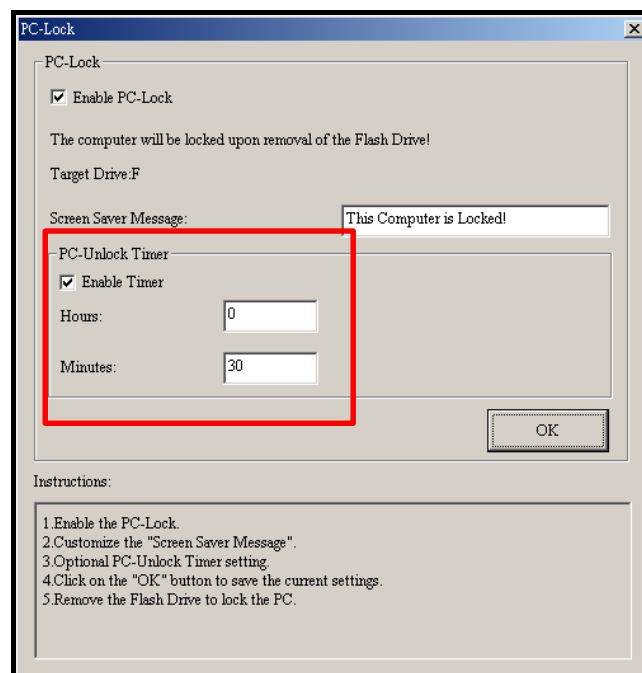 PC-Lock
PC-Lock
Enable PC-Lock
The computer will be locked upon removal of the Flash Drive!
Target Drive:F
Screen Saver Message: This Computer is Locked!
PC-Unlock Timer
Enable Timer
Hours: 0
Minutes: 30
OK
Instructions:
1.Enable the PC-Lock.
2.Customize the "Screen Saver Message".
3.Optional PC-Unlock Timer setting.
4.Click on the "OK" button to save the current settings.
5.Remove the Flash Drive to lock the PC.